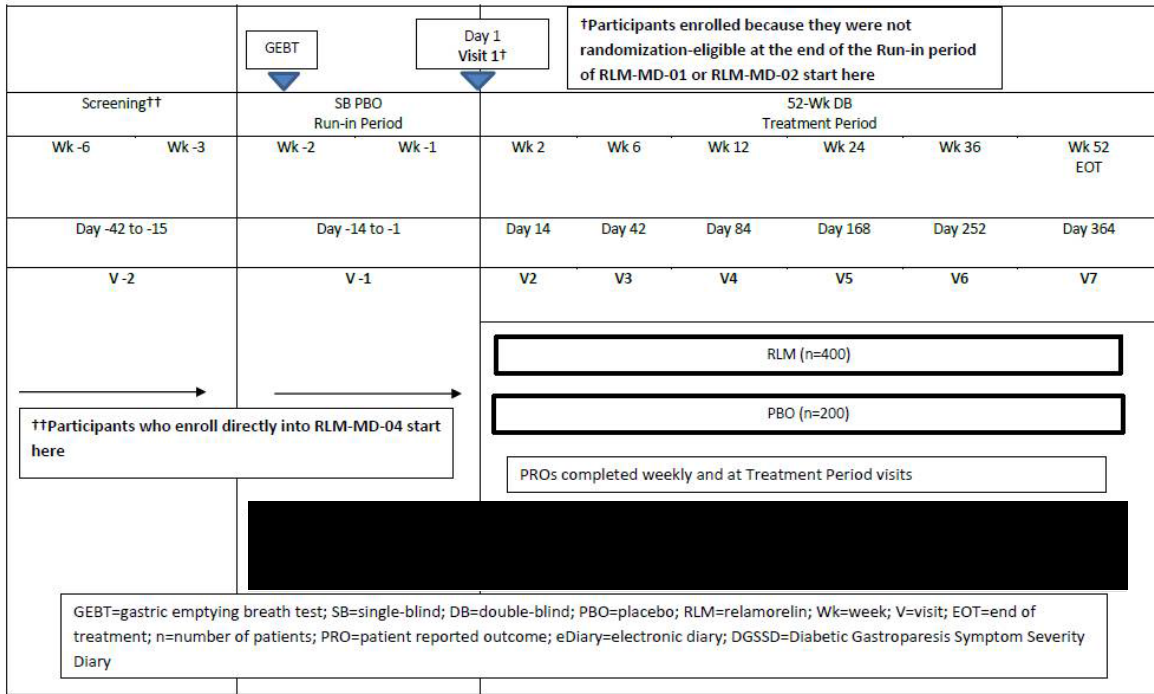 GEBT
Day 1
Visit 1†
†Participants enrolled because they were not
randomization-eligible at the end of the Run-in period
of RLM-MD-01 or RLM-MD-02 start here
Screening††
SB PBO
Run-in Period
52-Wk DB
Treatment Period
Wk -6 Wk -3 Wk -2 Wk -1 Wk 2 Wk 6 Wk 12 Wk 24 Wk 36 Wk 52
EOT
Day -42 to -15 Day -14 to -1 Day 14 Day 42 Day 84 Day 168 Day 252 Day 364
V -2 V -1 V2 V3 V4 V5 V6 V7
RLM (n=400)
PBO (n=200)
††Participants who enroll directly into RLM-MD-04 start
here
PROs completed weekly and at Treatment Period visits
GEBT=gastric emptying breath test; SB=single-blind; DB=double-blind; PBO=placebo; RLM=relamorelin; Wk=week; V=visit; EOT=end of
treatment; n=number of patients; PRO=patient reported outcome; eDiary=electronic diary; DGSSD=Diabetic Gastroparesis Symptom Severity
Diary